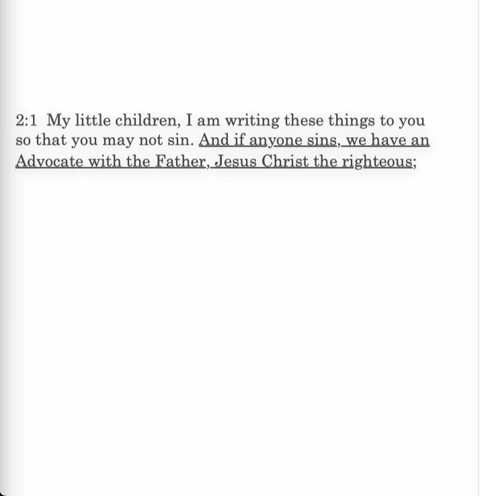 2:1 My little children, I am writing these things to you
so that you may not sin. And if anyone sins, we have an
Advocate with the Father, Jesus Christ the righteous;